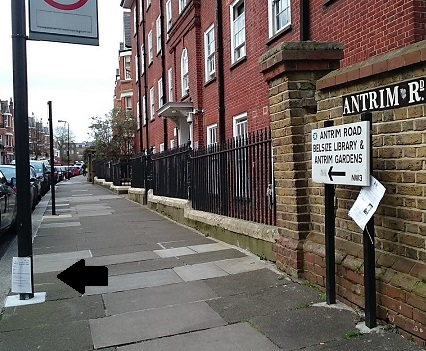 ANTRIM RD.
ANTRIM ROAD
BELSIZE LIBRARY &
ANTRIM GARDENS
NW3